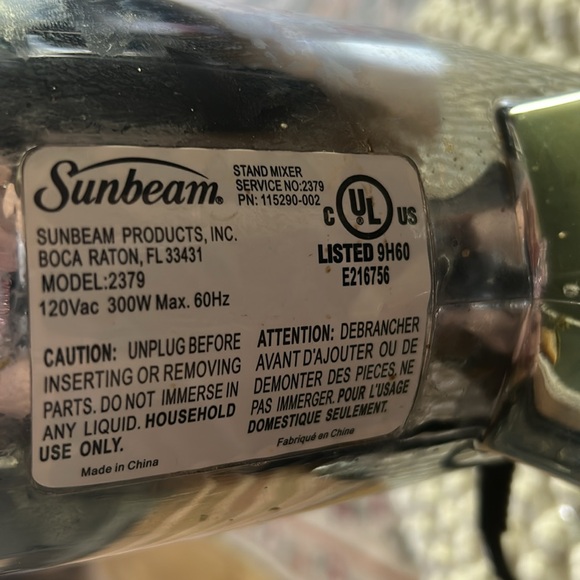 Sunbeam®
STAND MIXER
SERVICE NO:2379
PN: 115290-002
SUNBEAM PRODUCTS, INC.
BOCA RATON, FL 33431
MODEL:2379
120Vac 300W Max. 60Hz
C UL® US
LISTED 9H60
E216756
CAUTION: UNPLUG BEFORE
INSERTING OR REMOVING
PARTS. DO NOT IMMERSE IN
ANY LIQUID. HOUSEHOLD
USE ONLY.
Made in China
ATTENTION: DEBRANCHER
AVANT D'AJOUTER OU DE
DEMONTER DES PIECES, NE
PAS IMMERGER. POUR L'USAGE
DOMESTIQUE SEULEMENT.
Fabriqué en Chine